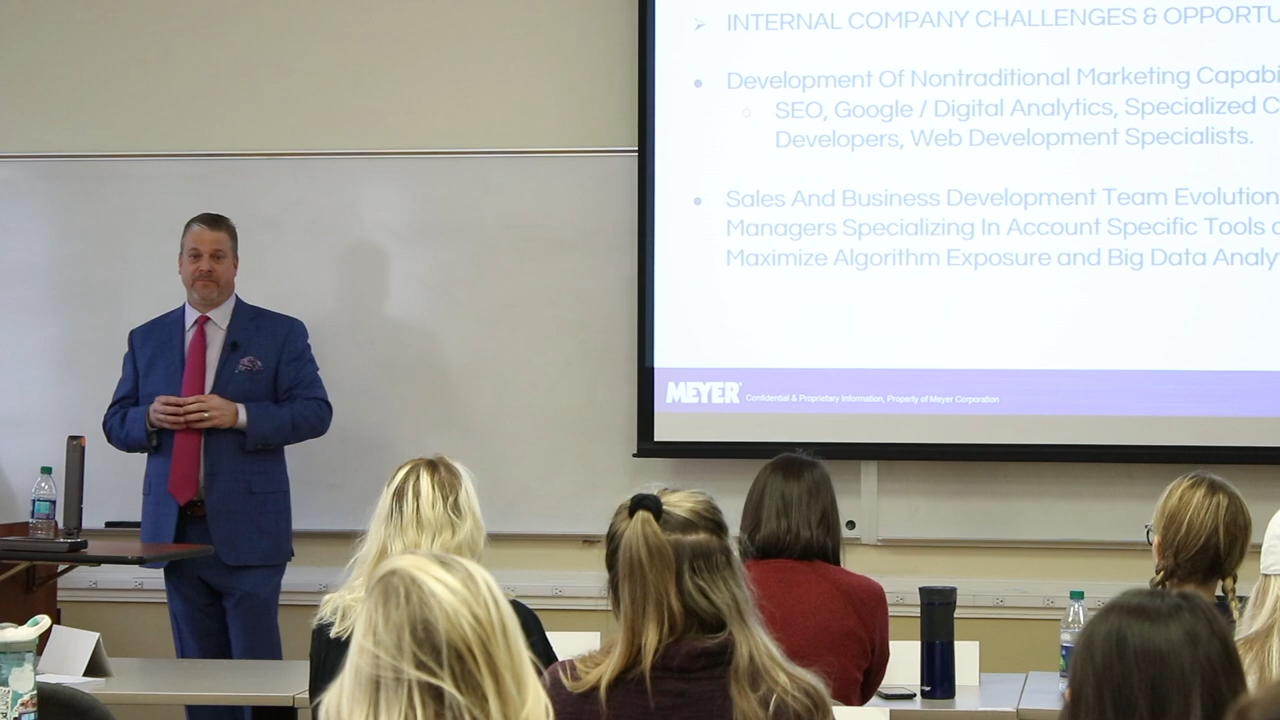 INTERNAL COMPANY CHALLENGES & OPPORTU
Development Of Nontraditional Marketing Capabi
SEO, Google / Digital Analytics, Specialized C
Developers, Web Development Specialists.
Sales And Business Development Team Evolution
Managers Specializing In Account Specific Tools
Maximize Algorithm Exposure and Big Data Analy
MEYER Confidential & Proprietary Information, Property of Meyer Corporation